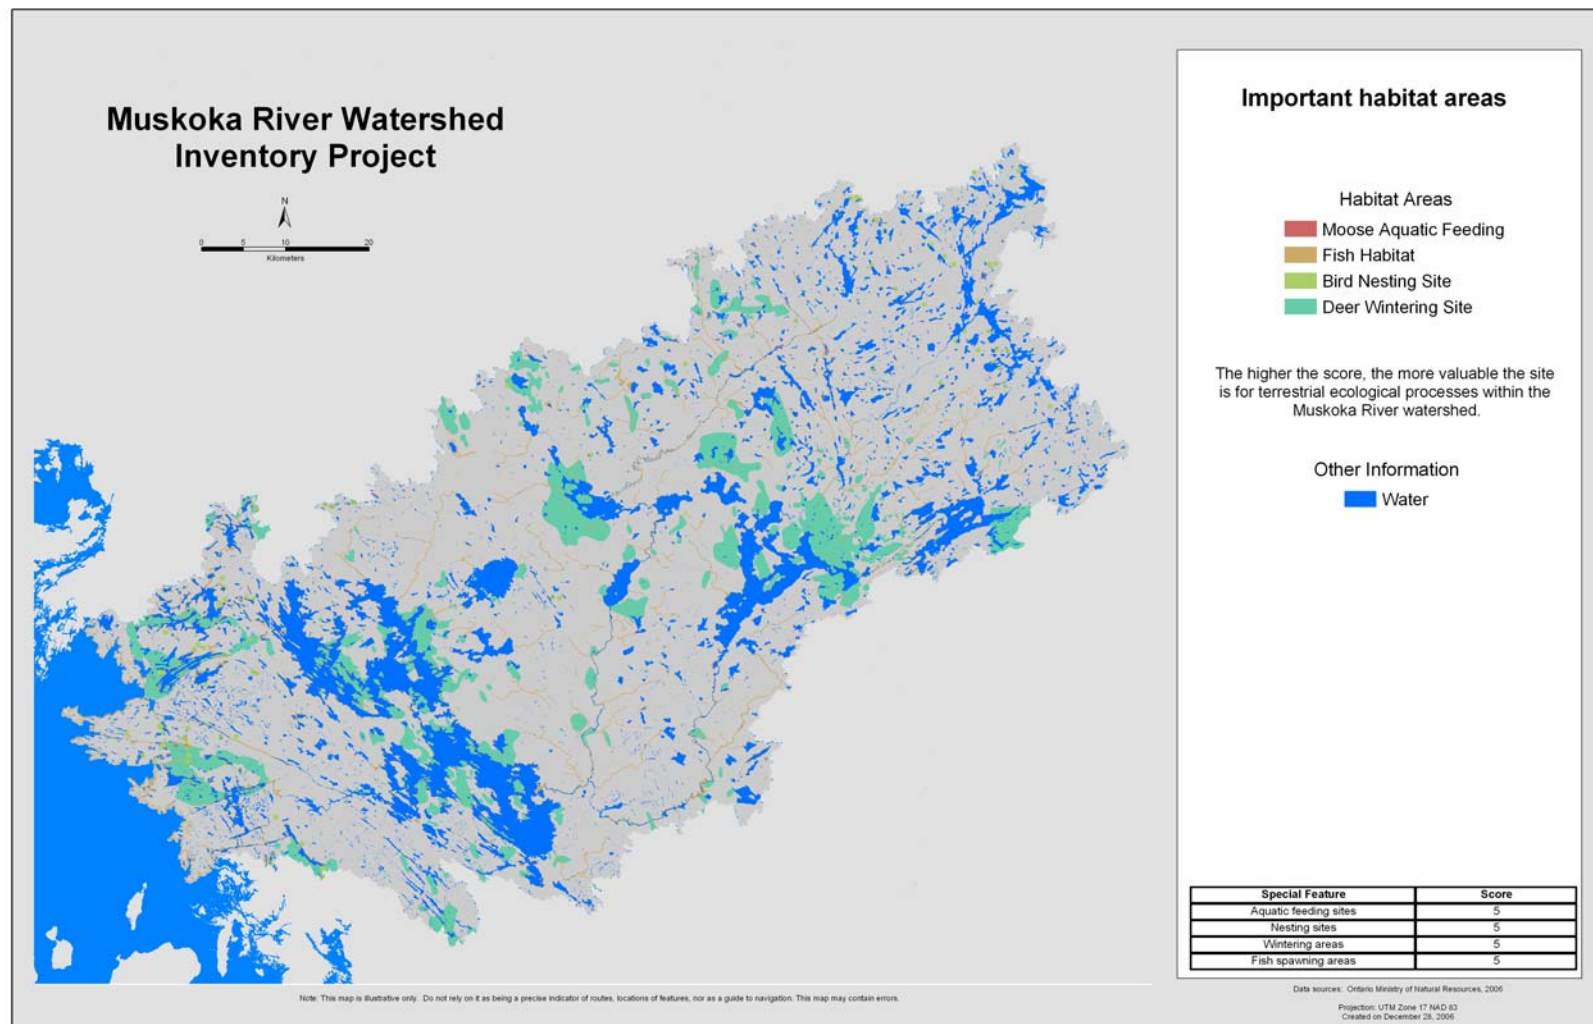 Muskoka River Watershed
Inventory Project
N
0 5 10 20
Kilometers
Important habitat areas
Habitat Areas
Moose Aquatic Feeding
Fish Habitat
Bird Nesting Site
Deer Wintering Site
The higher the score, the more valuable the site
is for terrestrial ecological processes within the
Muskoka River watershed.
Other Information
Water
Special Feature Score
Aquatic feeding sites 5
Nesting sites 5
Wintering areas 5
Fish spawning areas 5
Note: This map is illustrative only. Do not rely on it as being a precise indicator of routes, locations of features, nor as a guide to navigation. This map may contain errors.
Data sources: Ontario Ministry of Natural Resources, 2006
Projection: UTM Zone 17 NAD 83
Created on December 28, 2006